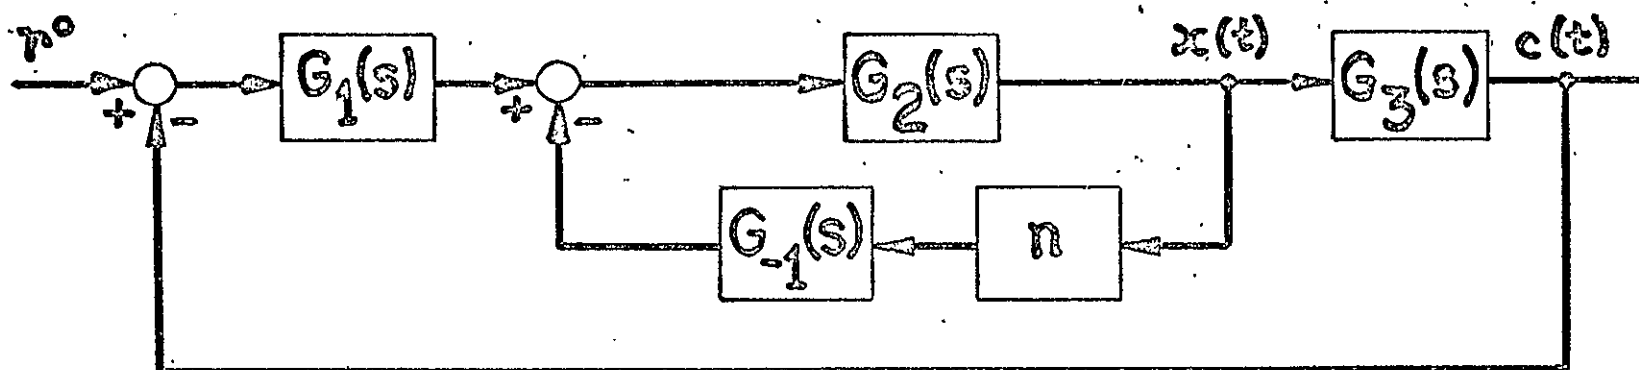 r° x(t) c(t)
G₁(s) G₂(s) G₃(s)
+ - + -
G₋₁(s) n